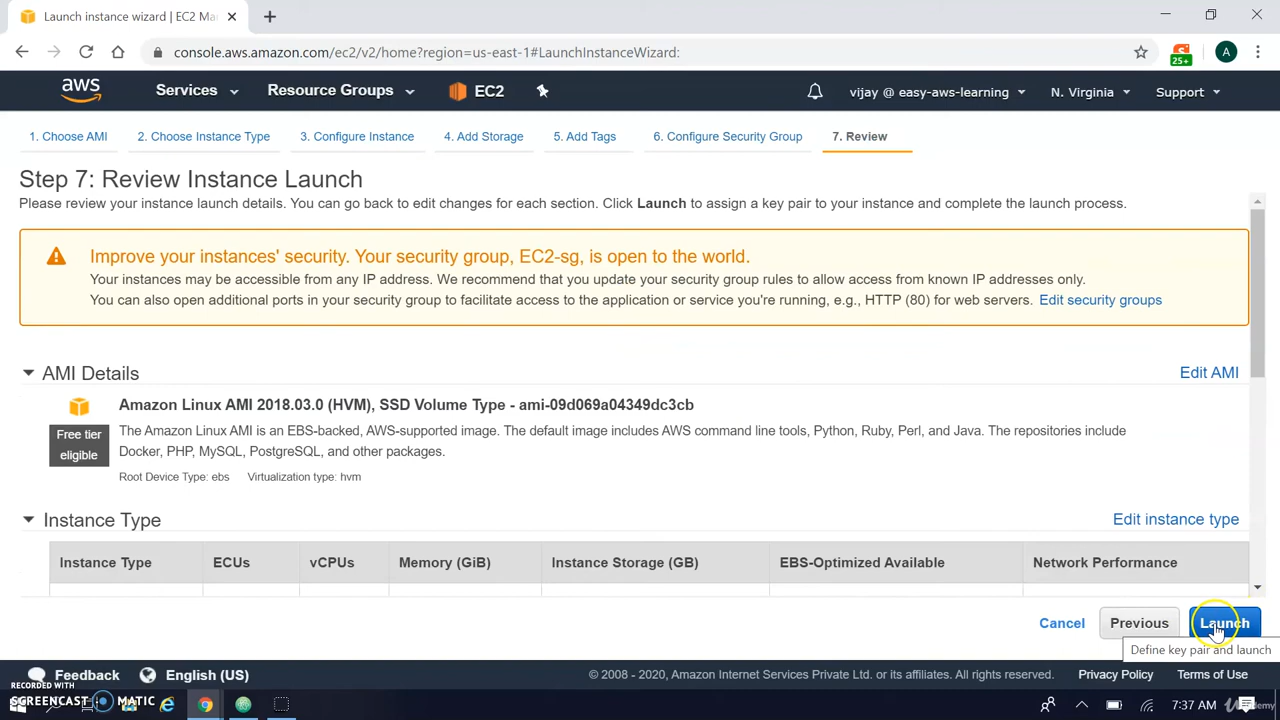 Launch instance wizard | EC2 Ma
console.aws.amazon.com/ec2/v2/home?region=us-east-1#LaunchInstanceWizard:
25+
A
aws
Services
Resource Groups
EC2
vijay @ easy-aws-learning
N. Virginia
Support
1. Choose AMI
2. Choose Instance Type
3. Configure Instance
4. Add Storage
5. Add Tags
6. Configure Security Group
7. Review
Step 7: Review Instance Launch
Please review your instance launch details. You can go back to edit changes for each section. Click Launch to assign a key pair to your instance and complete the launch process.
Improve your instances' security. Your security group, EC2-sg, is open to the world.
Your instances may be accessible from any IP address. We recommend that you update your security group rules to allow access from known IP addresses only.
You can also open additional ports in your security group to facilitate access to the application or service you're running, e.g., HTTP (80) for web servers. Edit security groups
AMI Details
Edit AMI
Amazon Linux AMI 2018.03.0 (HVM), SSD Volume Type - ami-09d069a04349dc3cb
Free tier
eligible
The Amazon Linux AMI is an EBS-backed, AWS-supported image. The default image includes AWS command line tools, Python, Ruby, Perl, and Java. The repositories include
Docker, PHP, MySQL, PostgreSQL, and other packages.
Root Device Type: ebs Virtualization type: hvm
Instance Type
Edit instance type
Instance Type
ECUs
vCPUs
Memory (GiB)
Instance Storage (GB)
EBS-Optimized Available
Network Performance
Cancel
Previous
Launch
Define key pair and launch
Feedback
English (US)
© 2008 - 2020, Amazon Internet Services Private Ltd. or its affiliates. All rights reserved.
Privacy Policy
Terms of Use
RECORDED WITH
SCREENCAST MATIC
7:37 AM
Udemy